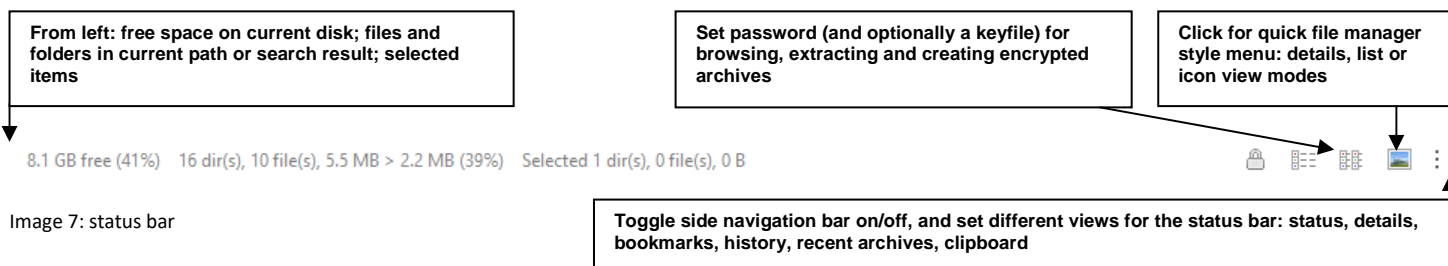 From left: free space on current disk; files and
folders in current path or search result; selected
items
Set password (and optionally a keyfile) for
browsing, extracting and creating encrypted
archives
Click for quick file manager
style menu: details, list or
icon view modes
8.1 GB free (41%) 16 dir(s), 10 file(s), 5.5 MB > 2.2 MB (39%) Selected 1 dir(s), 0 file(s), 0 B
Image 7: status bar
Toggle side navigation bar on/off, and set different views for the status bar: status, details,
bookmarks, history, recent archives, clipboard